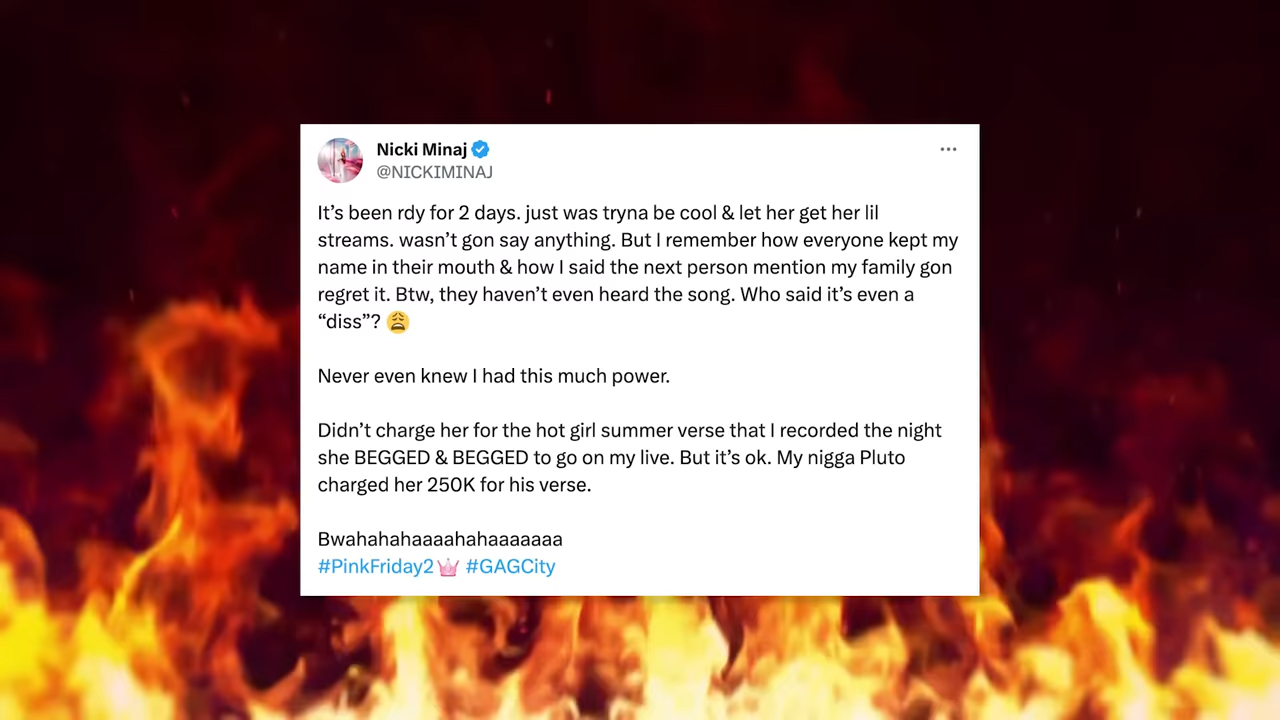 Nicki Minaj
@NICKIMINAJ
It’s been rdy for 2 days. just was tryna be cool & let her get her lil
streams. wasn’t gon say anything. But I remember how everyone kept my
name in their mouth & how I said the next person mention my family gon
regret it. Btw, they haven’t even heard the song. Who said it’s even a
“diss”? 😩
Never even knew I had this much power.
Didn’t charge her for the hot girl summer verse that I recorded the night
she BEGGED & BEGGED to go on my live. But it’s ok. My nigga Pluto
charged her 250K for his verse.
Bwahahahaaaahahaaaaaaa
#PinkFriday2 #GAGCity